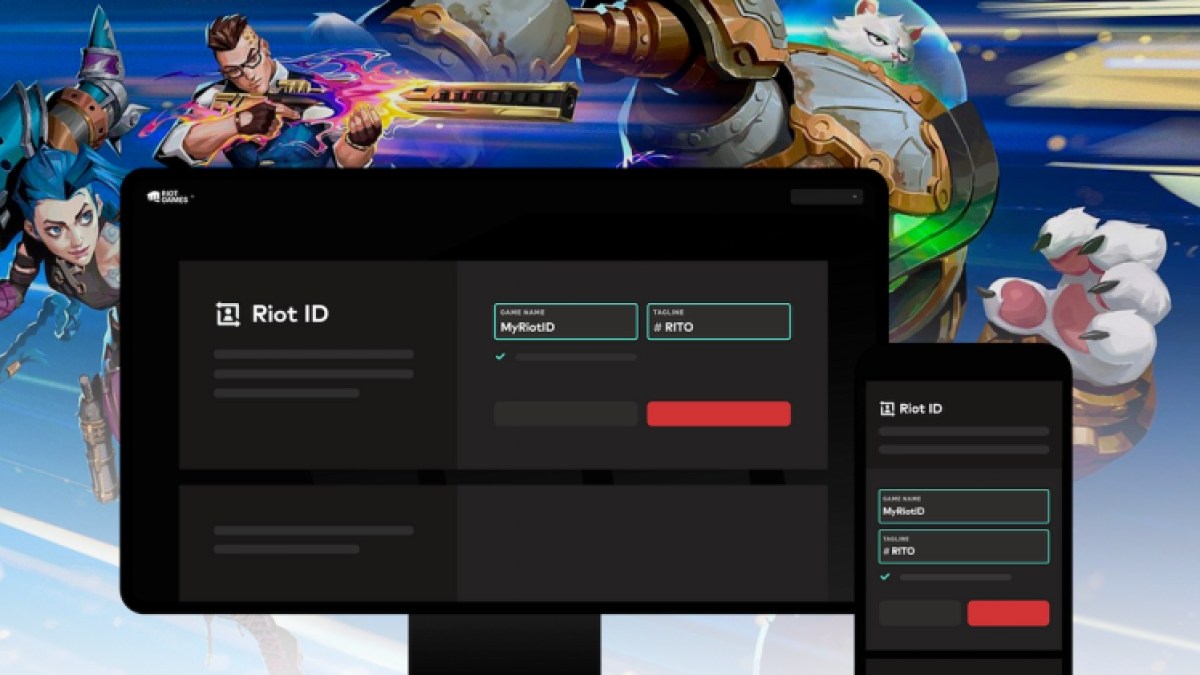 RIOT
GAMES
Riot ID
GAME NAME
MyRiotID
TAGLINE
# RITO
Riot ID
GAME NAME
MyRiotID
TAGLINE
# RITO